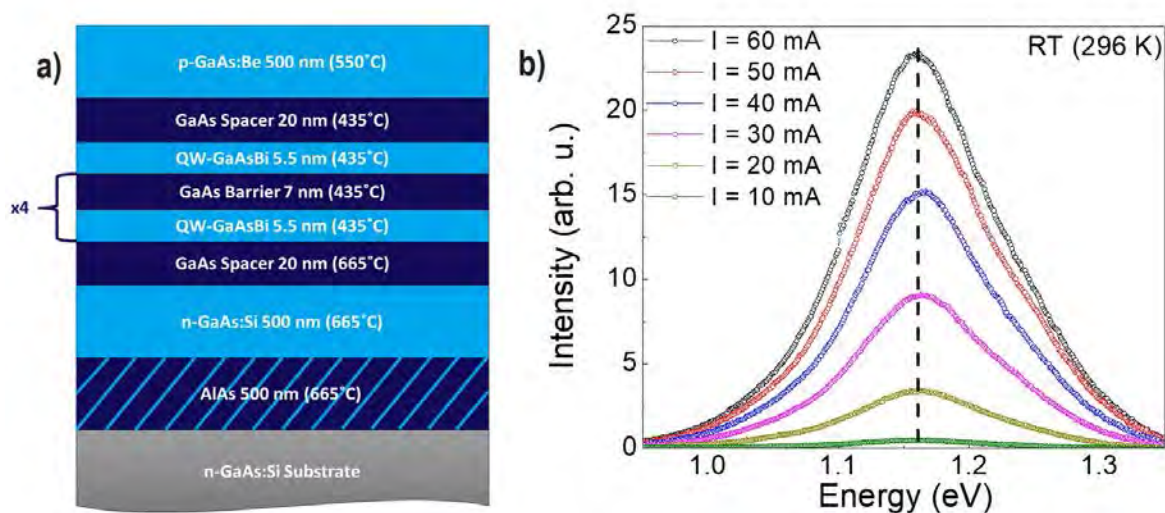 a)
p-GaAs:Be 500 nm (550˚C)
GaAs Spacer 20 nm (435˚C)
QW-GaAsBi 5.5 nm (435˚C)
x4
GaAs Barrier 7 nm (435˚C)
QW-GaAsBi 5.5 nm (435˚C)
GaAs Spacer 20 nm (665˚C)
n-GaAs:Si 500 nm (665˚C)
AlAs 500 nm (665˚C)
n-GaAs:Si Substrate
b)
RT (296 K)
I = 60 mA
I = 50 mA
I = 40 mA
I = 30 mA
I = 20 mA
I = 10 mA
Intensity (arb. u.)
25
20
15
10
5
0
1.0 1.1 1.2 1.3
Energy (eV)